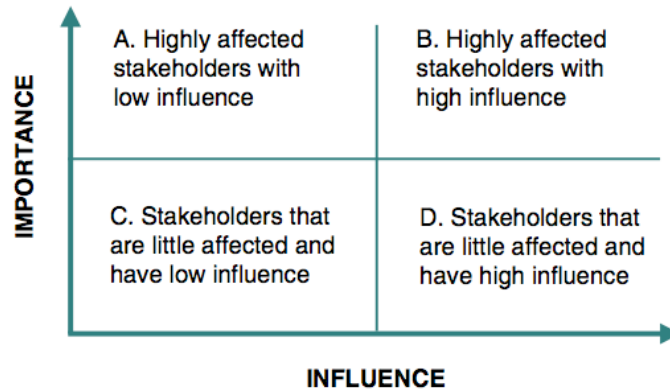 IMPORTANCE
A. Highly affected
stakeholders with
low influence
B. Highly affected
stakeholders with
high influence
C. Stakeholders that
are little affected and
have low influence
D. Stakeholders that
are little affected and
have high influence
INFLUENCE